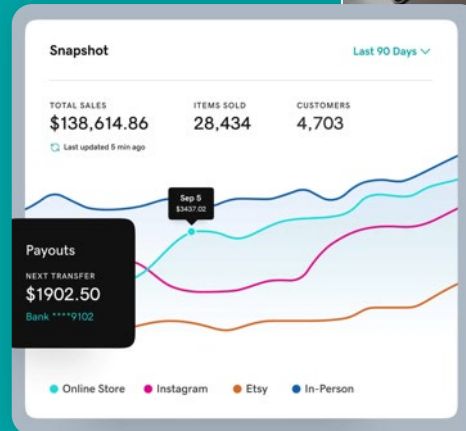 Snapshot
Last 90 Days
TOTAL SALES
ITEMS SOLD
CUSTOMERS
$138,614.86
28,434
4,703
Last updated 5 min ago
Sep 5
$3437.02
Payouts
NEXT TRANSFER
$1902.50
Bank ****9102
Online Store
Instagram
Etsy
In-Person